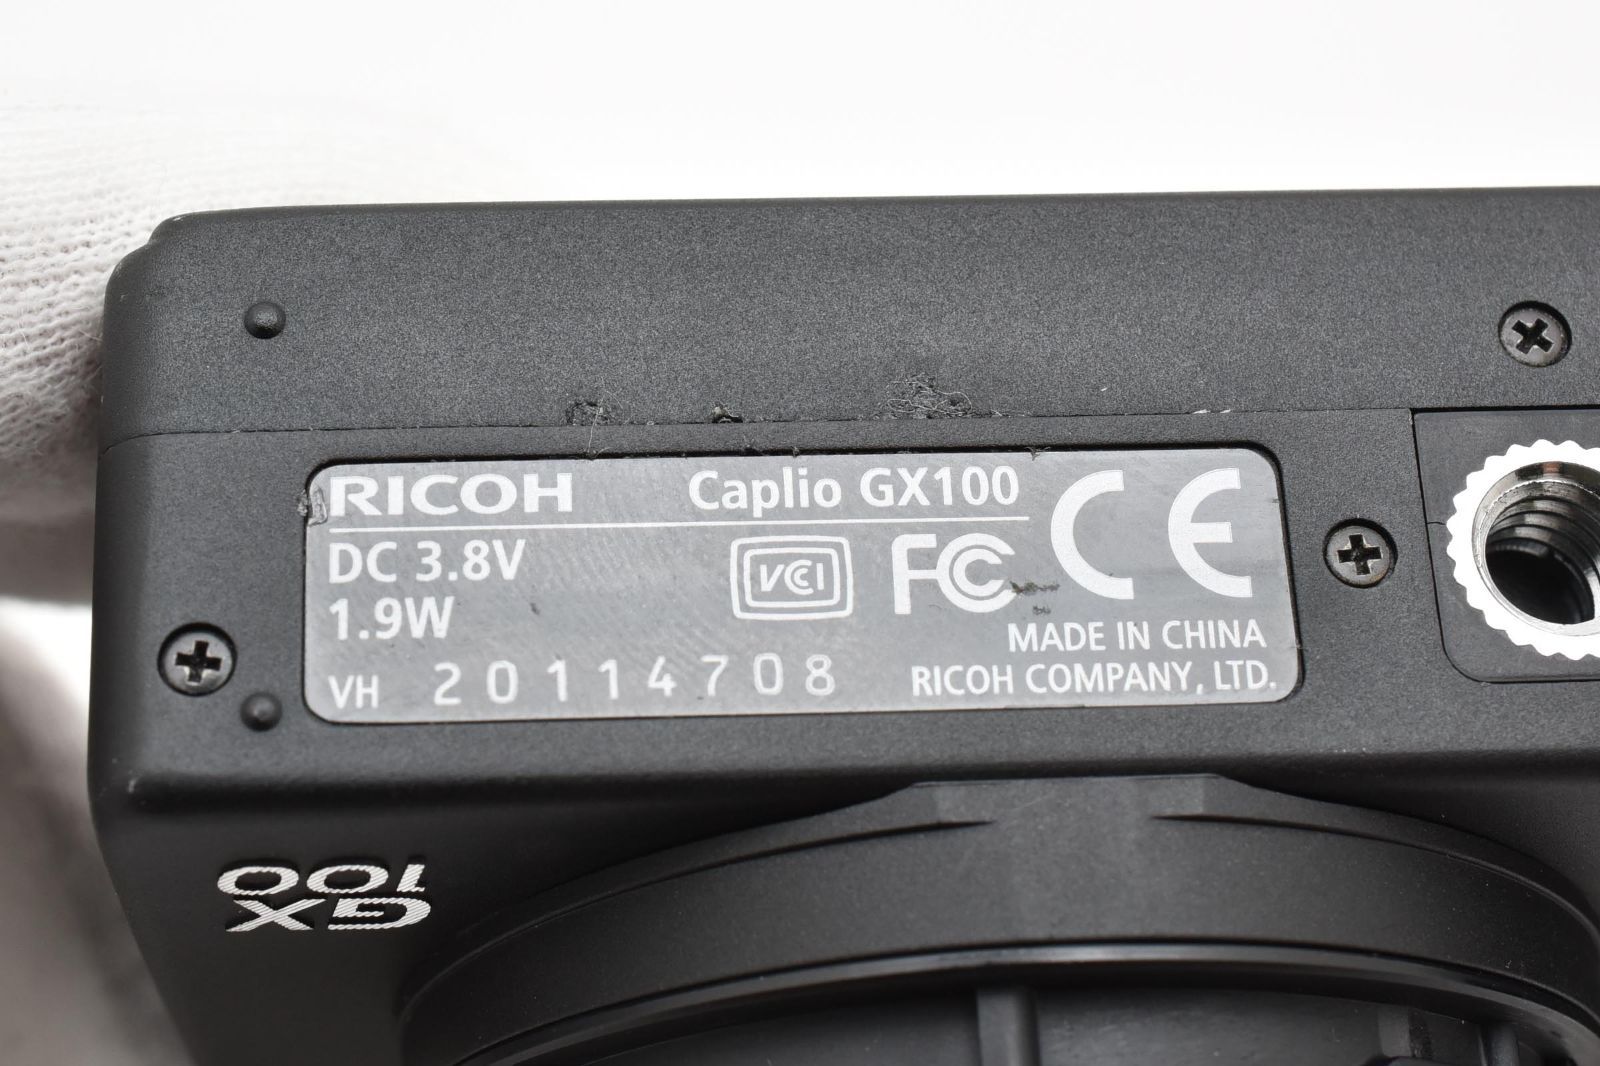 RICOH Caplio GX100 CE
DC 3.8V VCCI FC
1.9W
MADE IN CHINA
VH 20114708 RICOH COMPANY, LTD.
GX
100